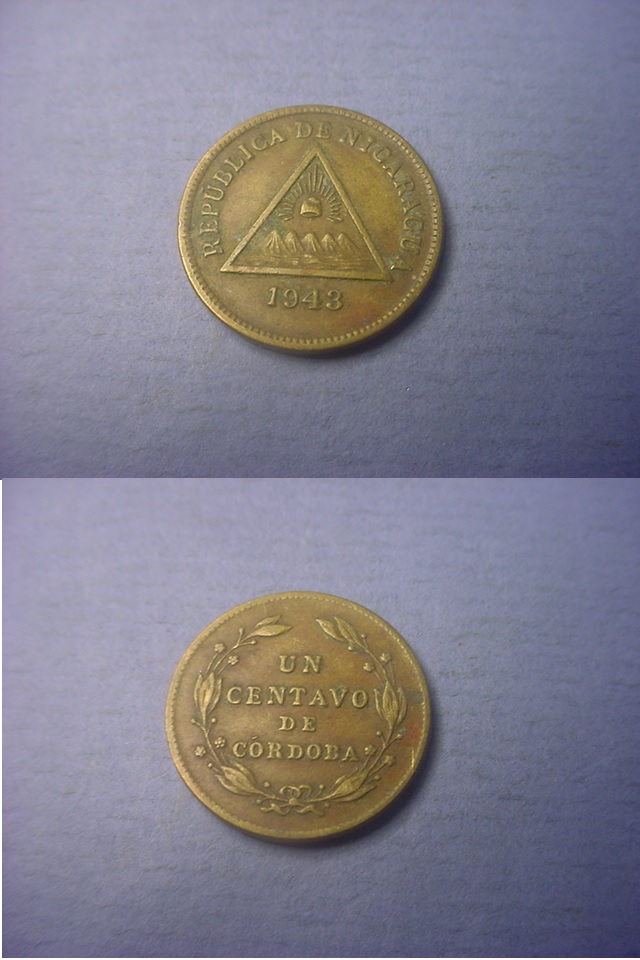 REPÚBLICA DE NICARAGUA
1943
UN
CENTAVO
DE
CÓRDOBA